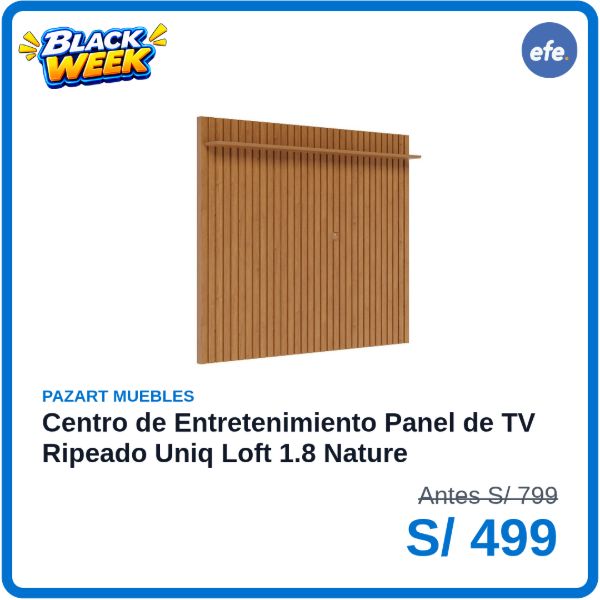 BLACK
WEEK
efe.
PAZART MUEBLES
Centro de Entretenimiento Panel de TV
Ripeado Uniq Loft 1.8 Nature
Antes S/ 799
S/ 499